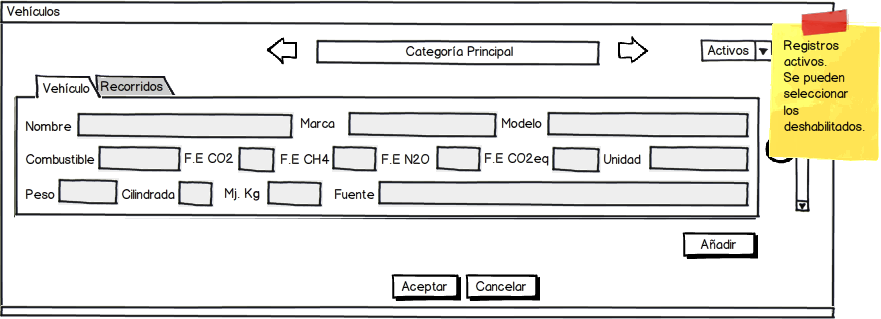 Vehículos
Categoría Principal
Activos
Registros
activos.
Se pueden
seleccionar
los
deshabilitados.
Vehículo
Recorridos
Nombre Marca Modelo
Combustible F.E CO2 F.E CH4 F.E N2O F.E CO2eq Unidad
Peso Cilindrada Mj. Kg Fuente
Añadir
Aceptar Cancelar